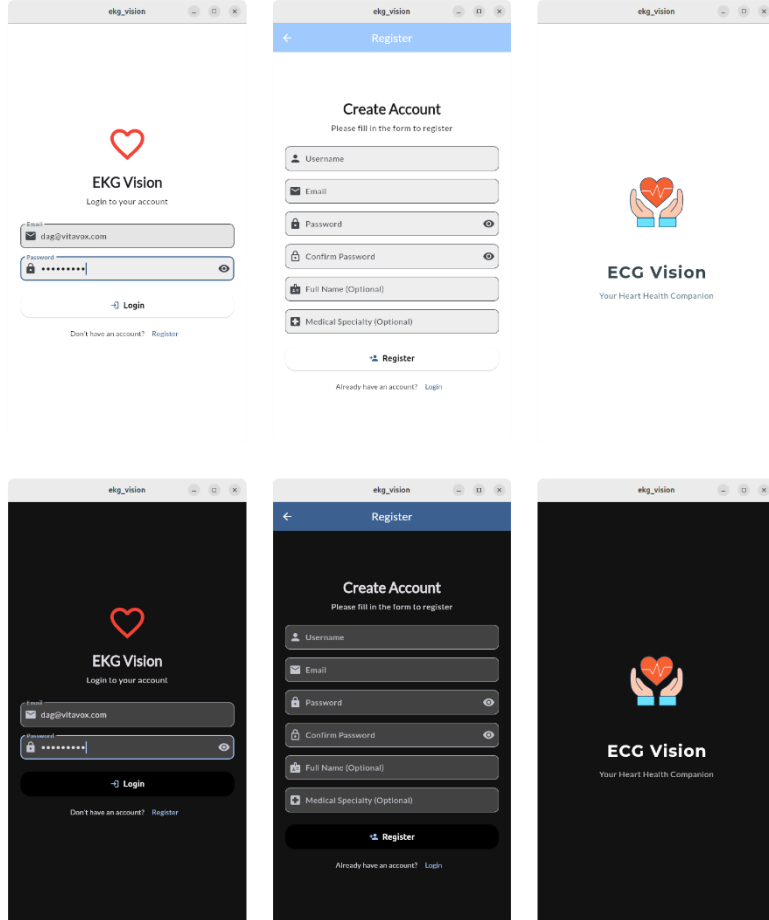 ekg_vision
EKG Vision
Login to your account
Email
dag@vitavox.com
Password
Login
Don't have an account? Register
ekg_vision
Register
Create Account
Please fill in the form to register
Username
Email
Password
Confirm Password
Full Name (Optional)
Medical Specialty (Optional)
Register
Already have an account? Login
ekg_vision
ECG Vision
Your Heart Health Companion
ekg_vision
EKG Vision
Login to your account
Email
dag@vitavox.com
Password
Login
Don't have an account? Register
ekg_vision
Register
Create Account
Please fill in the form to register
Username
Email
Password
Confirm Password
Full Name (Optional)
Medical Specialty (Optional)
Register
Already have an account? Login
ekg_vision
ECG Vision
Your Heart Health Companion